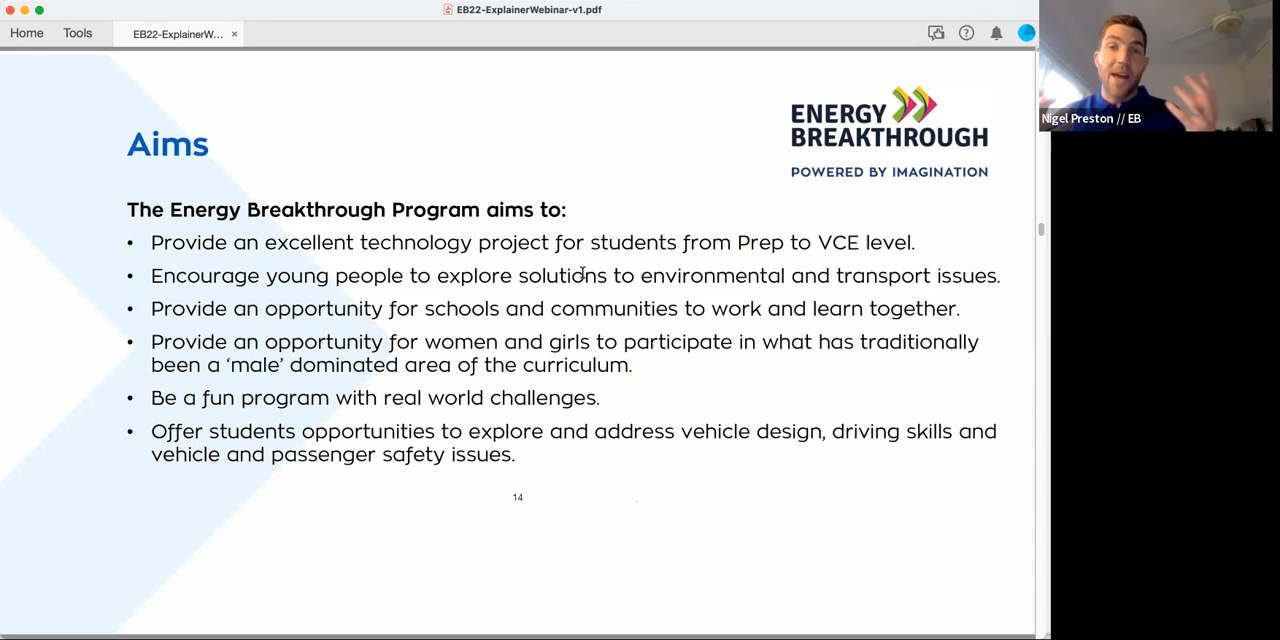 EB22-ExplainerWebinar-v1.pdf
Home
Tools
EB22-ExplainerW...
Nigel Preston // EB
ENERGY
BREAKTHROUGH
POWERED BY IMAGINATION
Aims
The Energy Breakthrough Program aims to:
• Provide an excellent technology project for students from Prep to VCE level.
• Encourage young people to explore solutions to environmental and transport issues.
• Provide an opportunity for schools and communities to work and learn together.
• Provide an opportunity for women and girls to participate in what has traditionally
been a ‘male’ dominated area of the curriculum.
• Be a fun program with real world challenges.
• Offer students opportunities to explore and address vehicle design, driving skills and
vehicle and passenger safety issues.
14